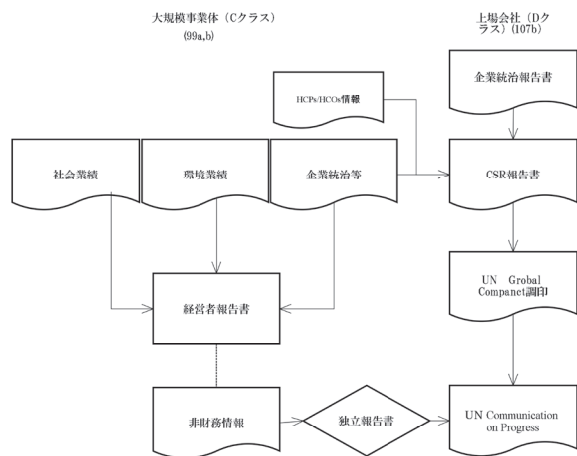 大規模事業体（Cクラス）
(99a,b)
上場会社（Dク
ラス）(107b)
企業統治報告書
HCPs/HCOs情報
社会業績
環境業績
企業統治等
CSR報告書
経営者報告書
UN　Grobal
Companet調印
非財務情報
独立報告書
UN Communication
on Progress